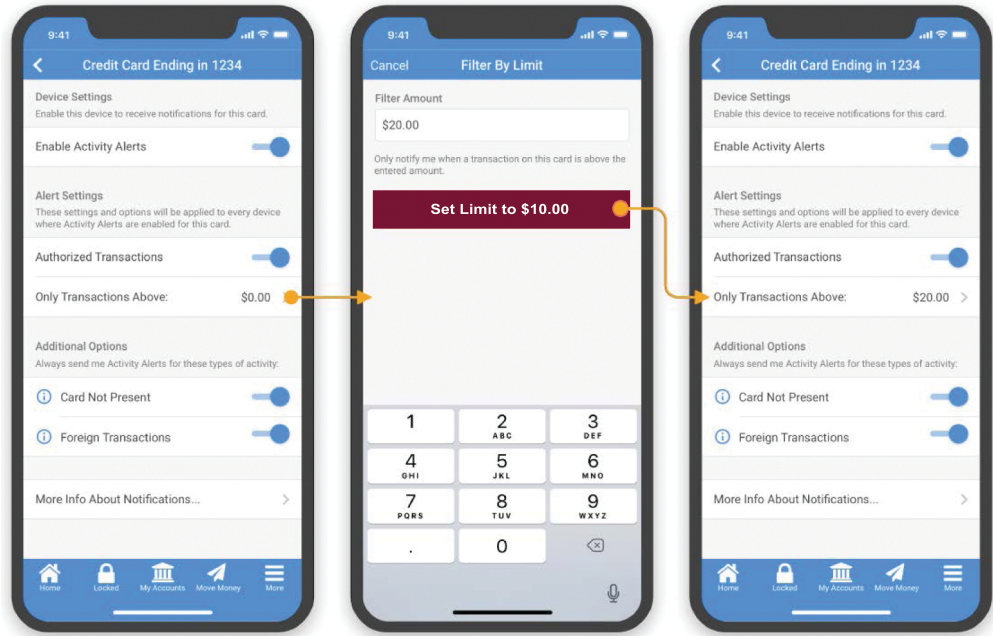 9:41
Credit Card Ending in 1234
Device Settings
Enable this device to receive notifications for this card.
Enable Activity Alerts
Alert Settings
These settings and options will be applied to every device
where Activity Alerts are enabled for this card.
Authorized Transactions
Only Transactions Above: $0.00
Additional Options
Always send me Activity Alerts for these types of activity:
Card Not Present
Foreign Transactions
More Info About Notifications...
Home Locked My Accounts Move Money More
9:41
Cancel Filter By Limit
Filter Amount
$20.00
Only notify me when a transaction on this card is above the
entered amount.
Set Limit to $10.00
1 2 3
ABC DEF
4 5 6
GHI JKL MNO
7 8 9
PQRS TUV WXYZ
. 0
9:41
Credit Card Ending in 1234
Device Settings
Enable this device to receive notifications for this card.
Enable Activity Alerts
Alert Settings
These settings and options will be applied to every device
where Activity Alerts are enabled for this card.
Authorized Transactions
Only Transactions Above: $20.00
Additional Options
Always send me Activity Alerts for these types of activity:
Card Not Present
Foreign Transactions
More Info About Notifications...
Home Locked My Accounts Move Money More